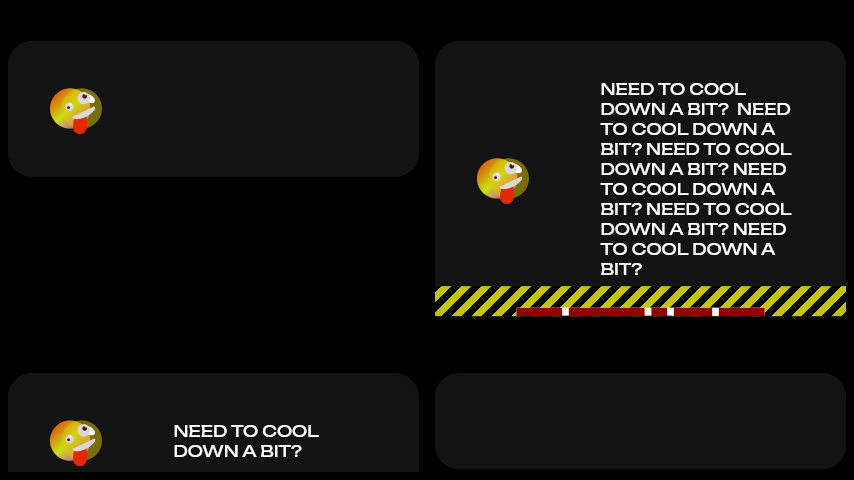 NEED TO COOL
DOWN A BIT?  NEED
TO COOL DOWN A
BIT? NEED TO COOL
DOWN A BIT? NEED
TO COOL DOWN A
BIT? NEED TO COOL
DOWN A BIT? NEED
TO COOL DOWN A
BIT?
NEED TO COOL
DOWN A BIT?